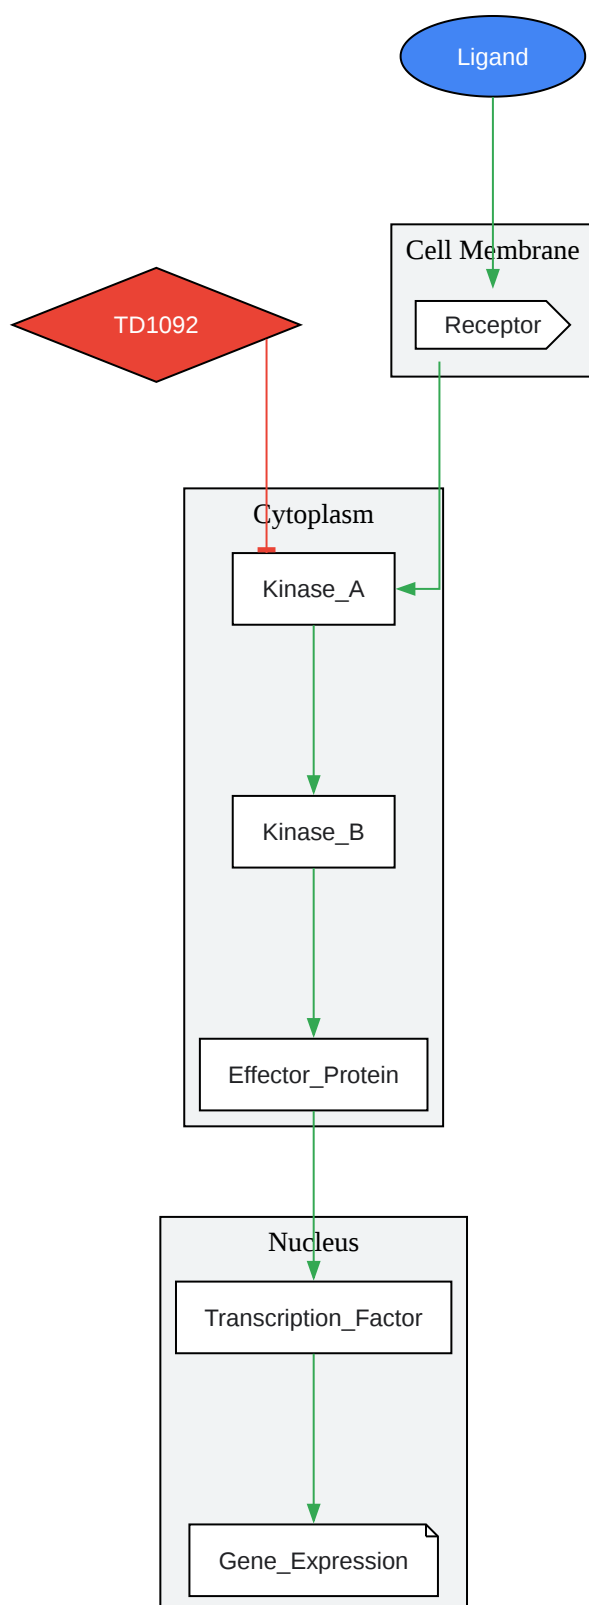 Ligand
Cell Membrane
Receptor
TD1092
Cytoplasm
Kinase_A
Kinase_B
Effector_Protein
Nucleus
Transcription_Factor
Gene_Expression